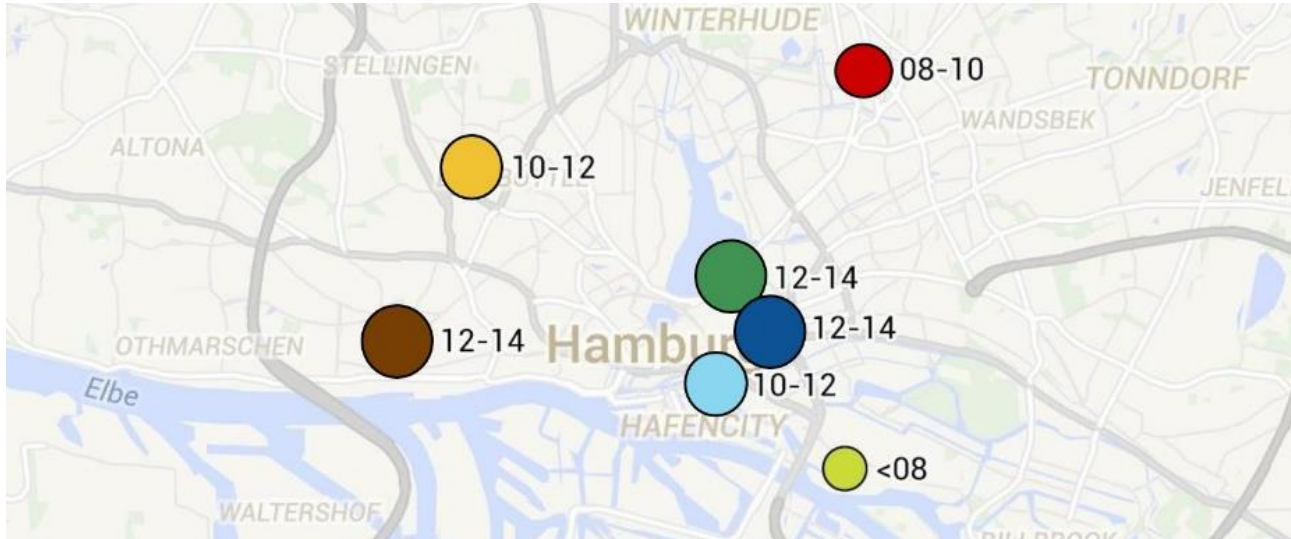 WINTERHUDE
STELLINGEN
08-10
TONNDORF
WANDSBEK
ALTONA
10-12
JENFEL
12-14
12-14
OTHMARSCHEN
12-14
Hambur
10-12
Elbe
HAFENCITY
<08
WALTERSHOF